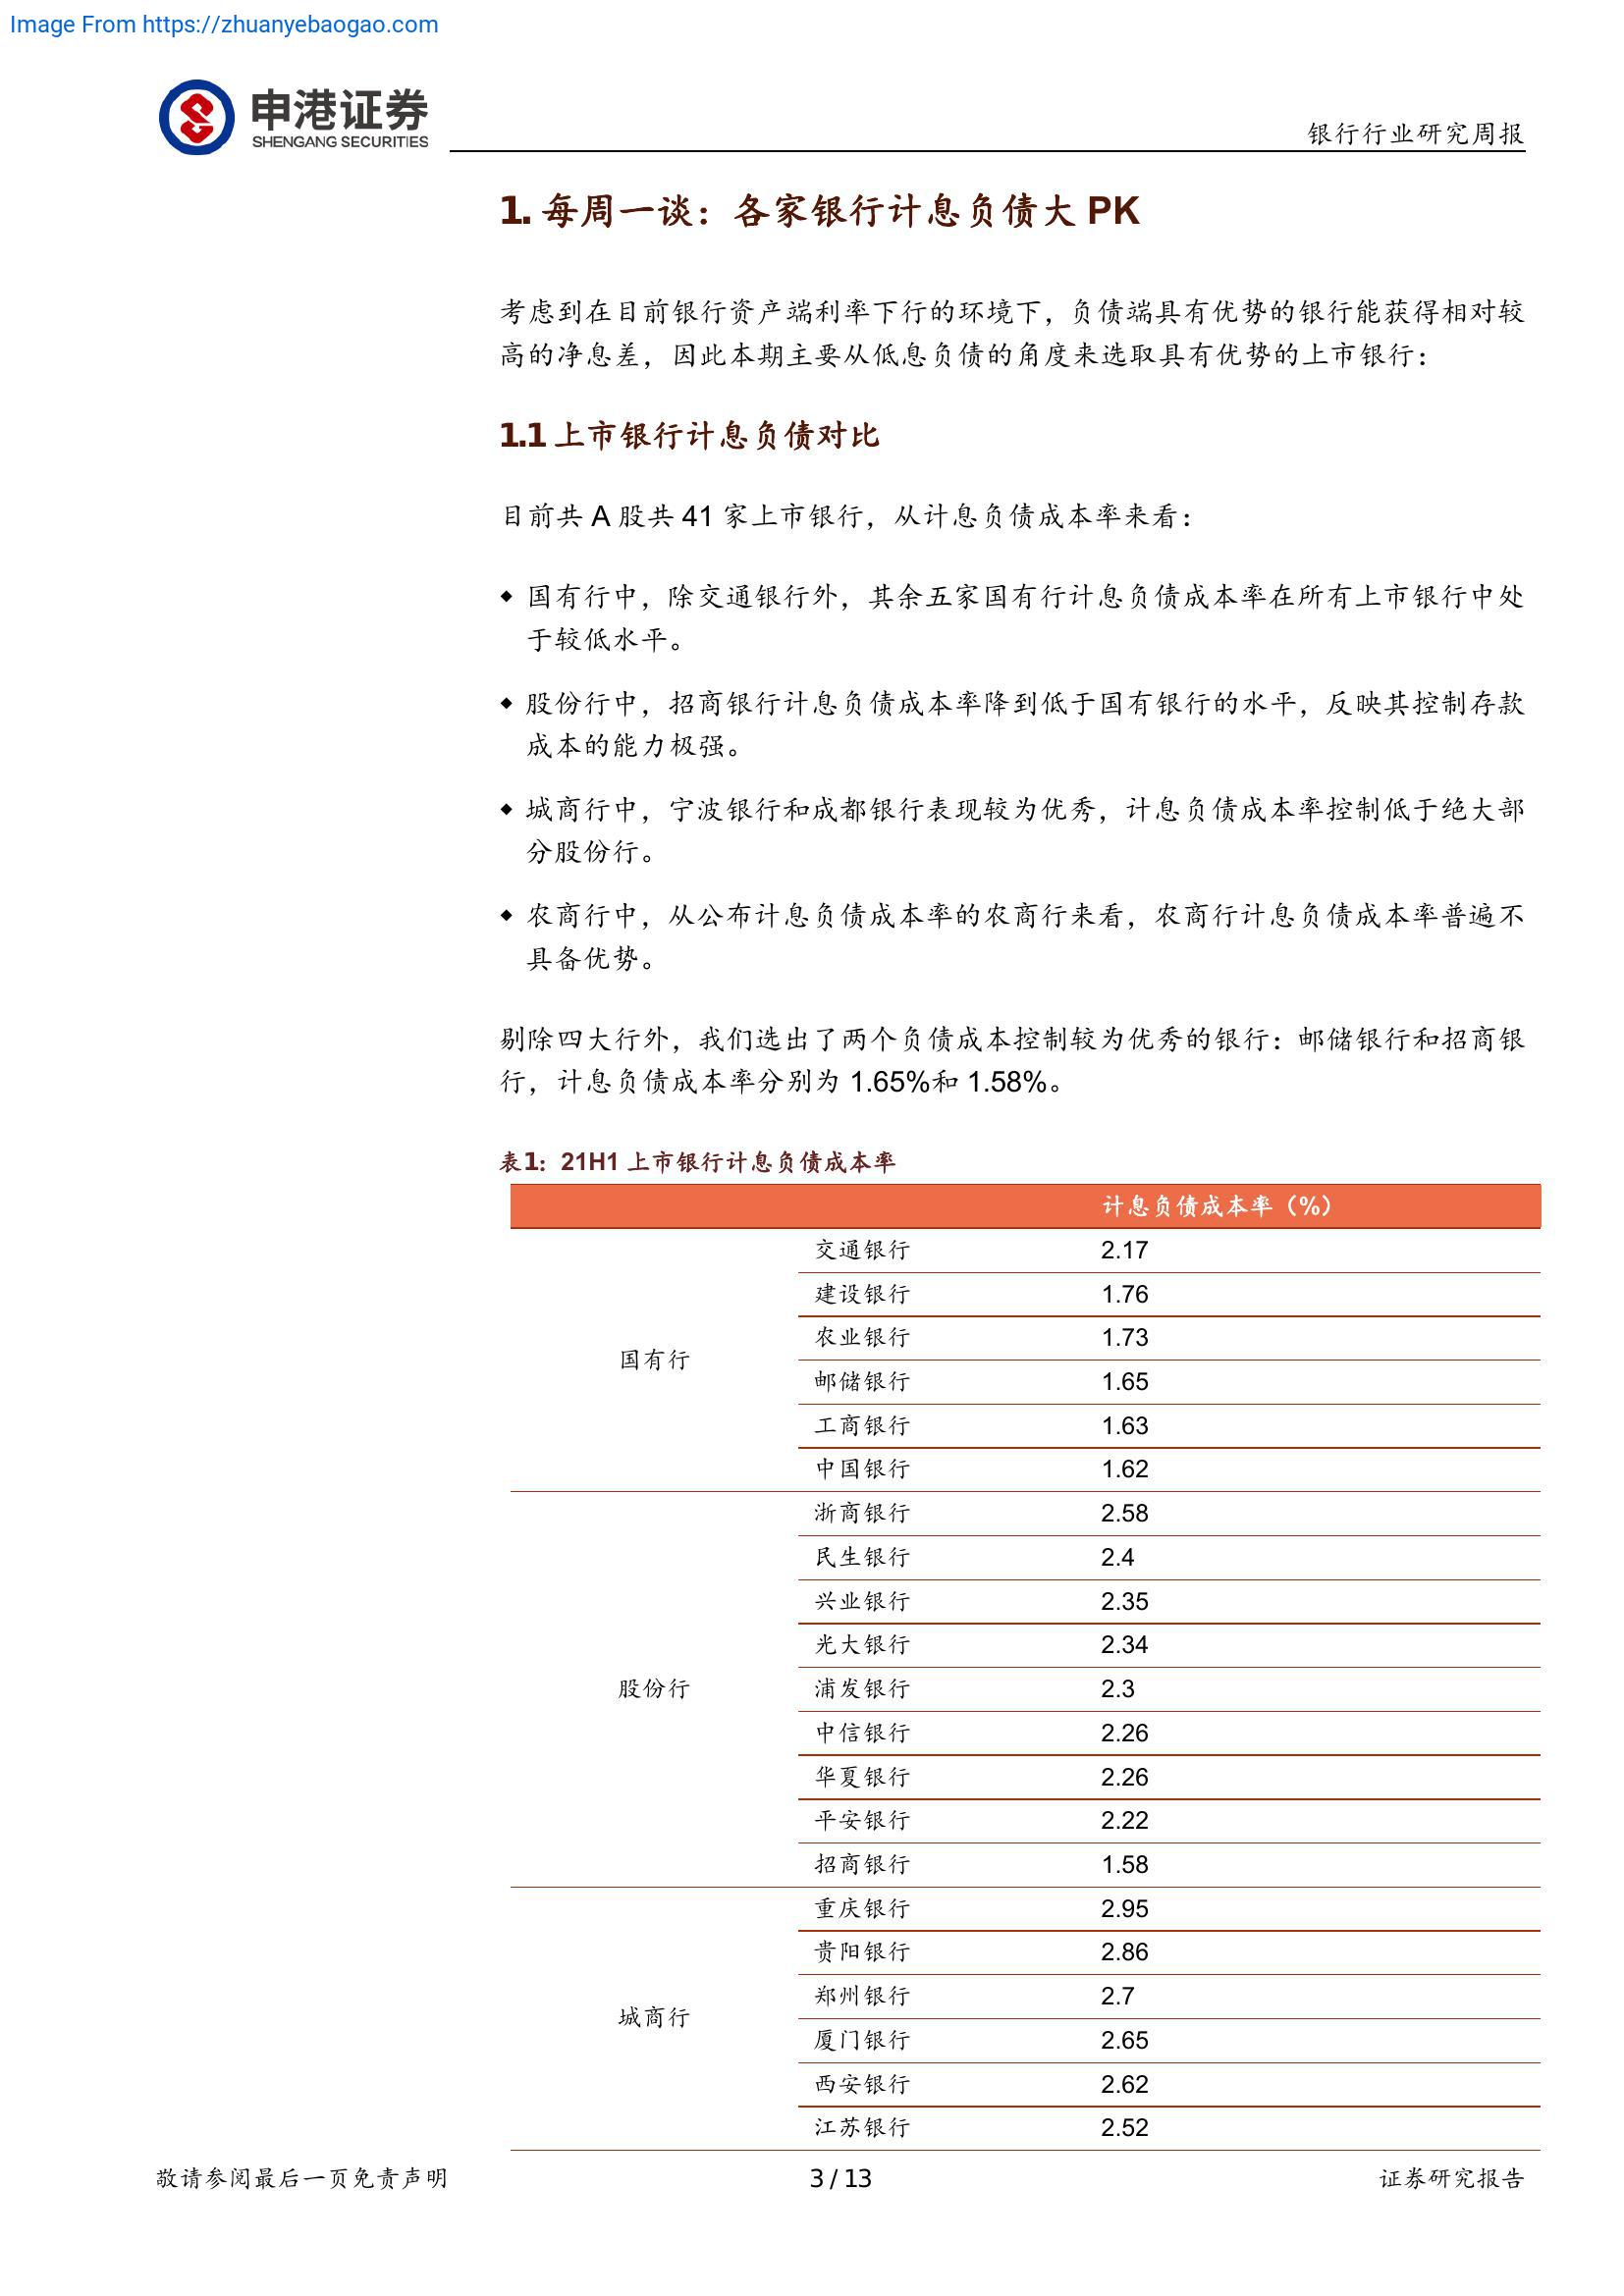 Image From https://zhuanyebaogao.com
申港证券
SHENGANG SECURITIES
银行行业研究周报
1. 每周一谈：各家银行计息负债大 PK
考虑到在目前银行资产端利率下行的环境下，负债端具有优势的银行能获得相对较
高的净息差，因此本期主要从低息负债的角度来选取具有优势的上市银行：
1.1 上市银行计息负债对比
目前共 A 股共 41 家上市银行，从计息负债成本率来看：
◆ 国有行中，除交通银行外，其余五家国有行计息负债成本率在所有上市银行中处
于较低水平。
◆ 股份行中，招商银行计息负债成本率降到低于国有银行的水平，反映其控制存款
成本的能力极强。
◆ 城商行中，宁波银行和成都银行表现较为优秀，计息负债成本率控制低于绝大部
分股份行。
◆ 农商行中，从公布计息负债成本率的农商行来看，农商行计息负债成本率普遍不
具备优势。
剔除四大行外，我们选出了两个负债成本控制较为优秀的银行：邮储银行和招商银
行，计息负债成本率分别为 1.65%和 1.58%。
表1：21H1 上市银行计息负债成本率
计息负债成本率（%）
国有行
交通银行 2.17
建设银行 1.76
农业银行 1.73
邮储银行 1.65
工商银行 1.63
中国银行 1.62
股份行
浙商银行 2.58
民生银行 2.4
兴业银行 2.35
光大银行 2.34
浦发银行 2.3
中信银行 2.26
华夏银行 2.26
平安银行 2.22
招商银行 1.58
城商行
重庆银行 2.95
贵阳银行 2.86
郑州银行 2.7
厦门银行 2.65
西安银行 2.62
江苏银行 2.52
敬请参阅最后一页免责声明 3 / 13 证券研究报告